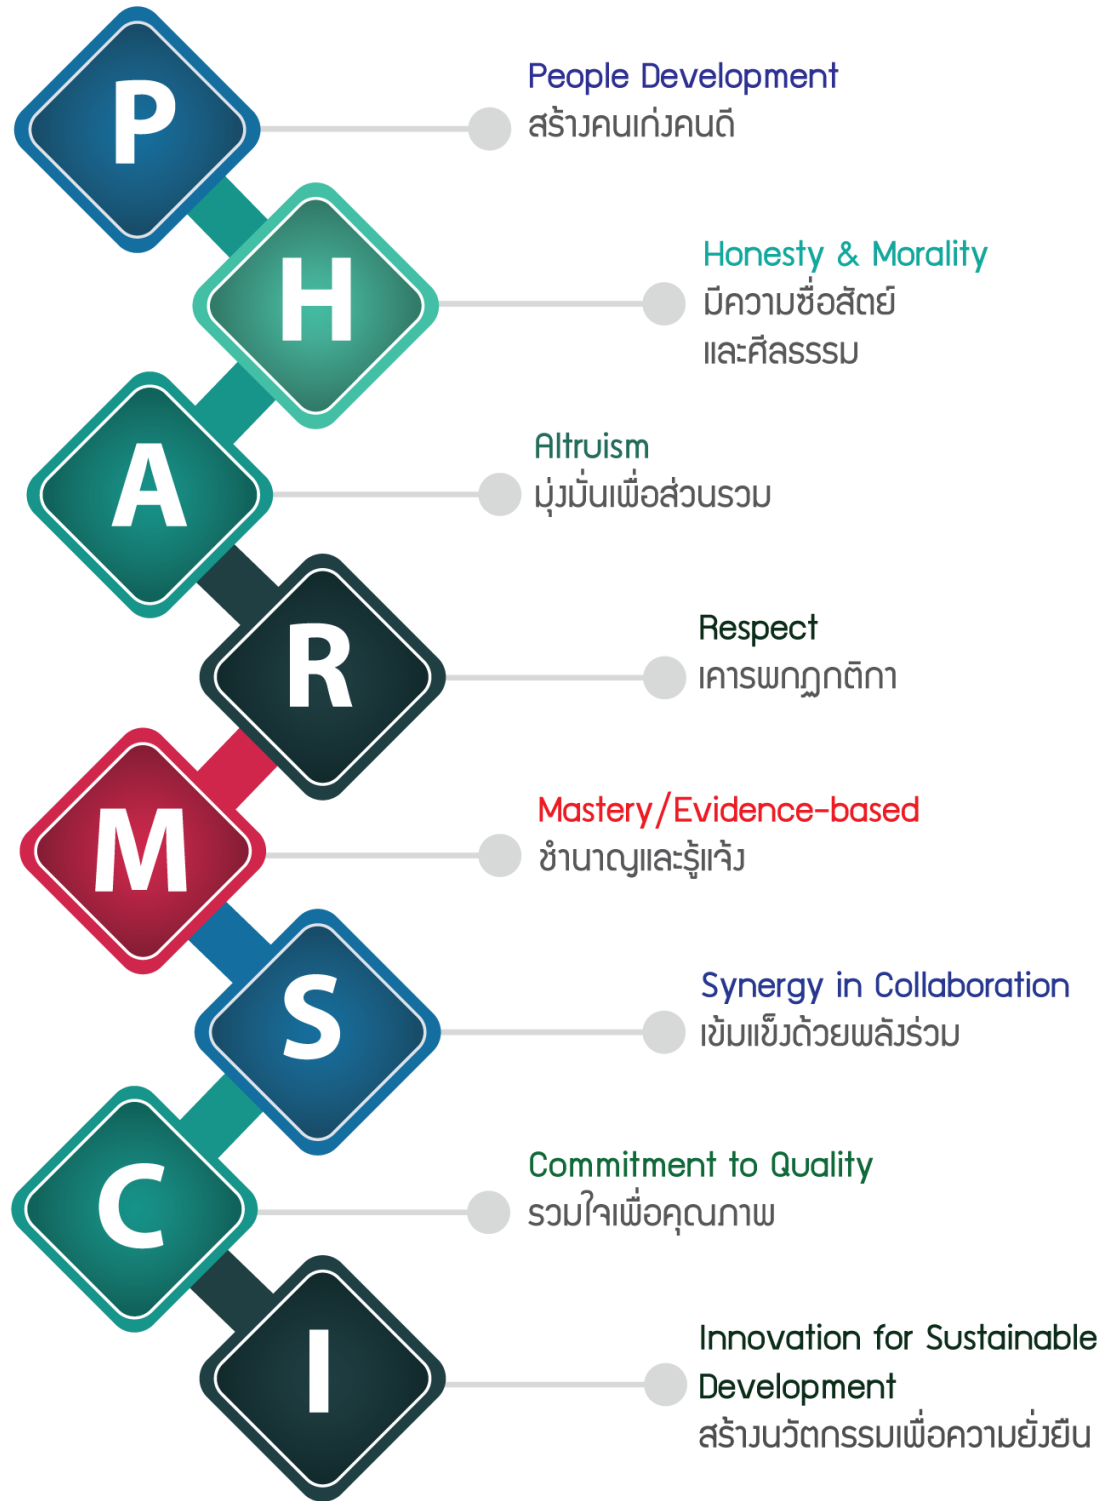 P
People Development
สร้างคนเก่งคนดี
H
Honesty & Morality
มีความซื่อสัตย์
และศีลธรรม
A
Altruism
มุ่งมั่นเพื่อส่วนรวม
R
Respect
เคารพกฎกติกา
M
Mastery/Evidence-based
ชำนาญและรู้แจ้ง
S
Synergy in Collaboration
เข้มแข็งด้วยพลังร่วม
C
Commitment to Quality
รวมใจเพื่อคุณภาพ
I
Innovation for Sustainable
Development
สร้างนวัตกรรมเพื่อความยั่งยืน